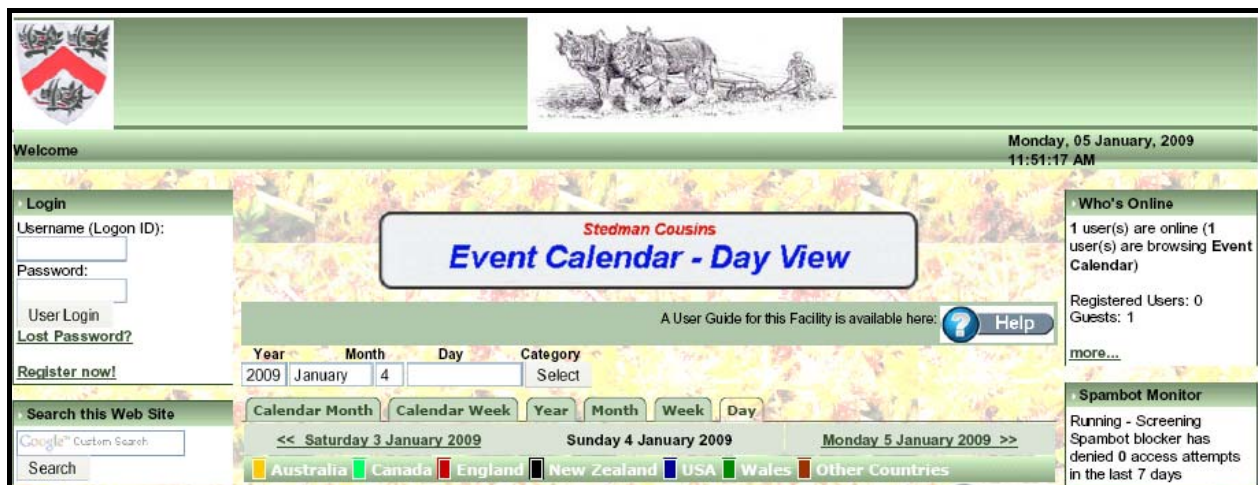 Welcome
Monday, 05 January, 2009
11:51:17 AM
Login
Username (Logon ID):
Password:
User Login
Lost Password?
Register now!
Search this Web Site
Google™ Custom Search
Search
Stedman Cousins
Event Calendar - Day View
A User Guide for this Facility is available here: ? Help
Year Month Day Category
2009 January 4 Select
Calendar Month Calendar Week Year Month Week Day
<< Saturday 3 January 2009 Sunday 4 January 2009 Monday 5 January 2009 >>
Australia Canada England New Zealand USA Wales Other Countries
Who's Online
1 user(s) are online (1
user(s) are browsing Event
Calendar)
Registered Users: 0
Guests: 1
more...
Spambot Monitor
Running - Screening
Spambot blocker has
denied 0 access attempts
in the last 7 days